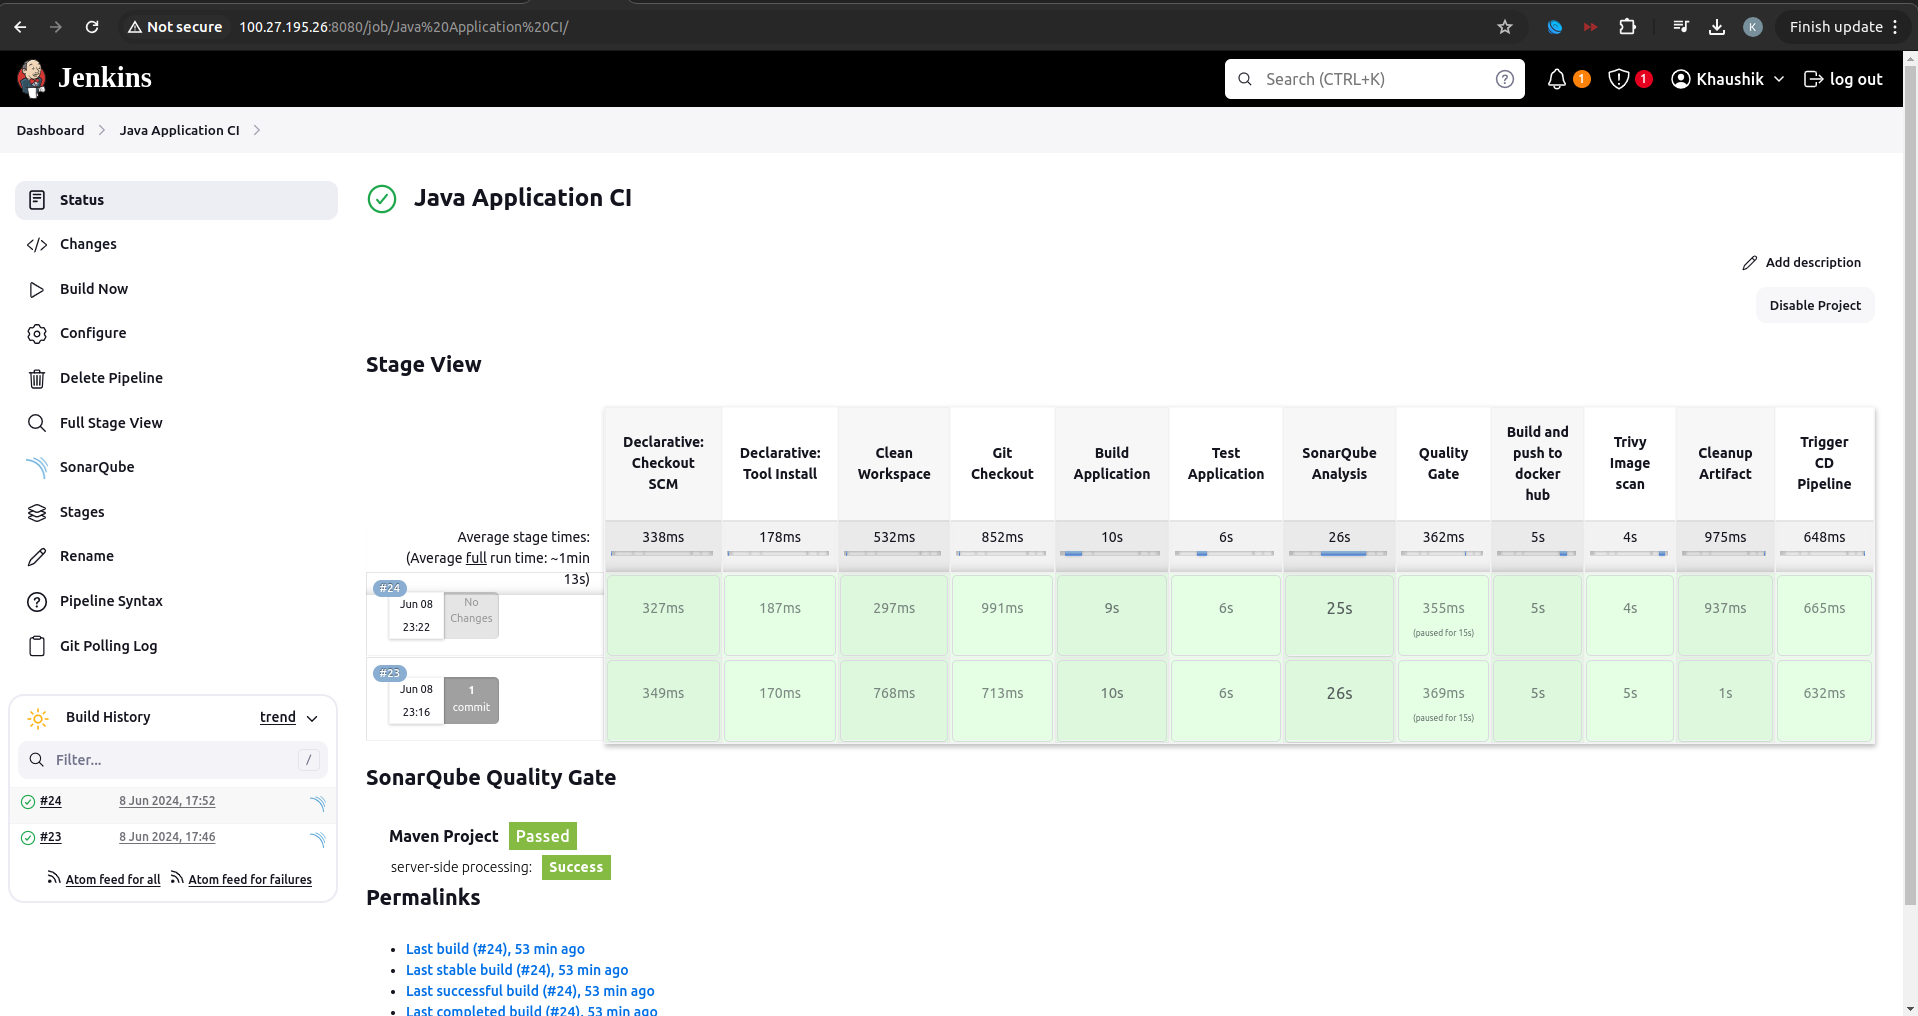 Not secure 100.27.195.26:8080/job/Java%20Application%20CI/
K Finish update
Jenkins
Search (CTRL+K) ?
1 1 Khaushik log out
Dashboard Java Application CI
Status
Changes
Build Now
Configure
Delete Pipeline
Full Stage View
SonarQube
Stages
Rename
Pipeline Syntax
Git Polling Log
Build History trend
Filter... /
#24 8 Jun 2024, 17:52
#23 8 Jun 2024, 17:46
Atom feed for all Atom feed for failures
Java Application CI
Add description
Disable Project
Stage View
Declarative: Checkout SCM
Declarative: Tool Install
Clean Workspace
Git Checkout
Build Application
Test Application
SonarQube Analysis
Quality Gate
Build and push to docker hub
Trivy Image scan
Cleanup Artifact
Trigger CD Pipeline
Average stage times:
(Average full run time: ~1min
13s)
338ms 178ms 532ms 852ms 10s 6s 26s 362ms 5s 4s 975ms 648ms
#24
Jun 08
23:22
No
Changes
327ms 187ms 297ms 991ms 9s 6s 25s 355ms 5s 4s 937ms 665ms
(paused for 15s)
#23
Jun 08
23:16
1
commit
349ms 170ms 768ms 713ms 10s 6s 26s 369ms 5s 5s 1s 632ms
(paused for 15s)
SonarQube Quality Gate
Maven Project Passed
server-side processing: Success
Permalinks
Last build (#24), 53 min ago
Last stable build (#24), 53 min ago
Last successful build (#24), 53 min ago
Last completed build (#24), 53 min ago